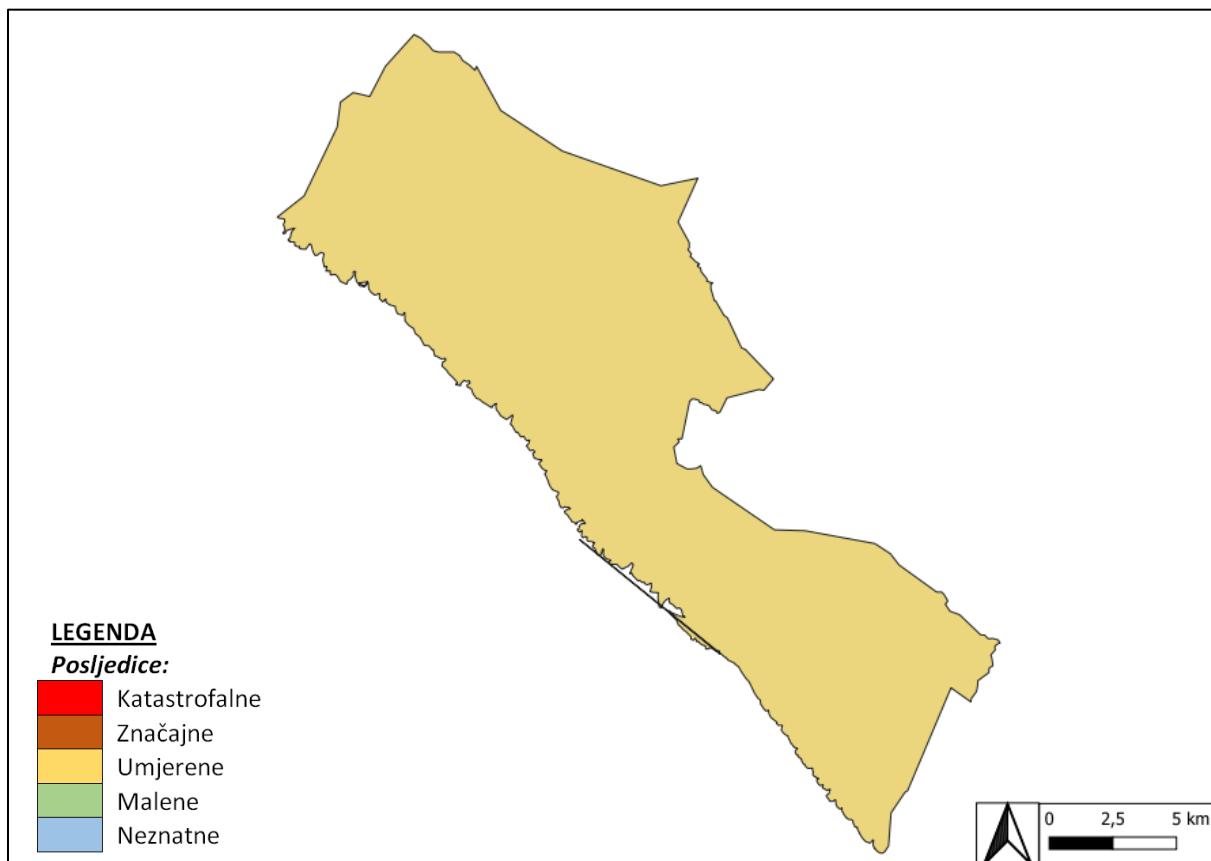 LEGENDA
Posljedice:
Katastrofalne
Značajne
Umjerene
Malene
Neznatne
0 2,5 5 km